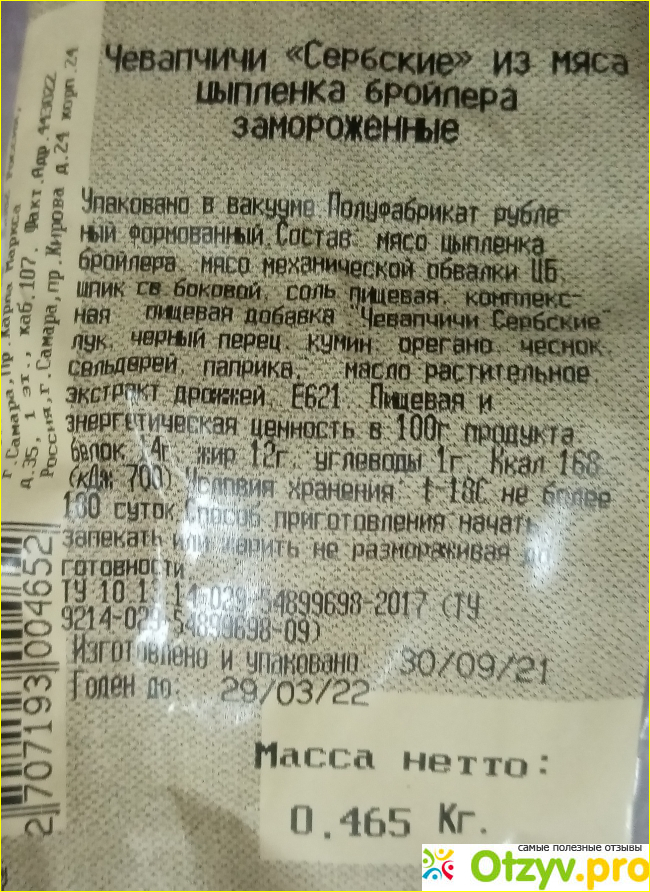 Чевапчичи «Сербские» из мяса
цыпленка бройлера
замороженные
Упаковано в вакууме Полуфабрикат рубле-
ный формованный Состав: мясо цыпленка
бройлера, мясо механической обвалки ЦБ,
шпик св боковой, соль пищевая, комплекс-
ная пищевая добавка "Чевапчичи Сербские"
лук, черный перец, кумин, орегано, чеснок,
сельдерей, паприка, масло растительное,
экстракт дрожжей, Е621 Пищевая и
энергетическая ценность в 100г продукта
белок 14г, жир 12г, углеводы 1г, Ккал 168
(кДж 700) Условия хранения: t-18С не более
180 суток Способ приготовления начать
запекать или жарить не размораживая до
готовности
ТУ 10.1 14-029-54899698-2017 (ТУ
9214-029-54899698-09)
Изготовлено и упаковано 30/09/21
Годен до: 29/03/22
Масса нетто:
0.465 Кг.
г.Самара, пр. Карла Маркса
д.35, 1 эт., каб.107. Факт.Адр. 443022
Россия, г.Самара, пр.Кирова д.24 корп 24
2 707193 004652
самые полезные отзывы
Otzyv.pro